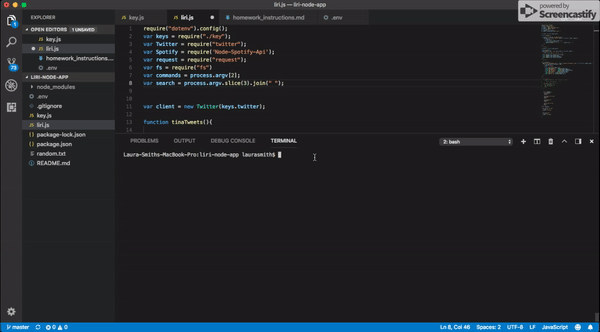 liri.js — liri-node-app
powered by
Screencastify
EXPLORER
OPEN EDITORS 1 UNSAVED
key.js
liri.js
homework_instructions....
.env
LIRI-NODE-APP
node_modules
.env
.gitignore
key.js
liri.js
package-lock.json
package.json
random.txt
README.md
key.js liri.js homework_instructions.md .env
1 require("dotenv").config();
2 var keys = require("./key");
3 var Twitter = require("twitter");
4 var Spotify = require('Node-Spotify-Api');
5 var request = require("request");
6 var fs = require("fs")
7 var commands = process.argv[2];
8 var search = process.argv.slice(3).join(" ");
9
10
11 var client = new Twitter(keys.twitter);
12
13 function tinaTweets(){
14
PROBLEMS OUTPUT DEBUG CONSOLE TERMINAL 2: bash
Laura-Smiths-MacBook-Pro:liri-node-app laurasmith$
master 0 0 Ln 8, Col 46 Spaces: 2 UTF-8 LF JavaScript